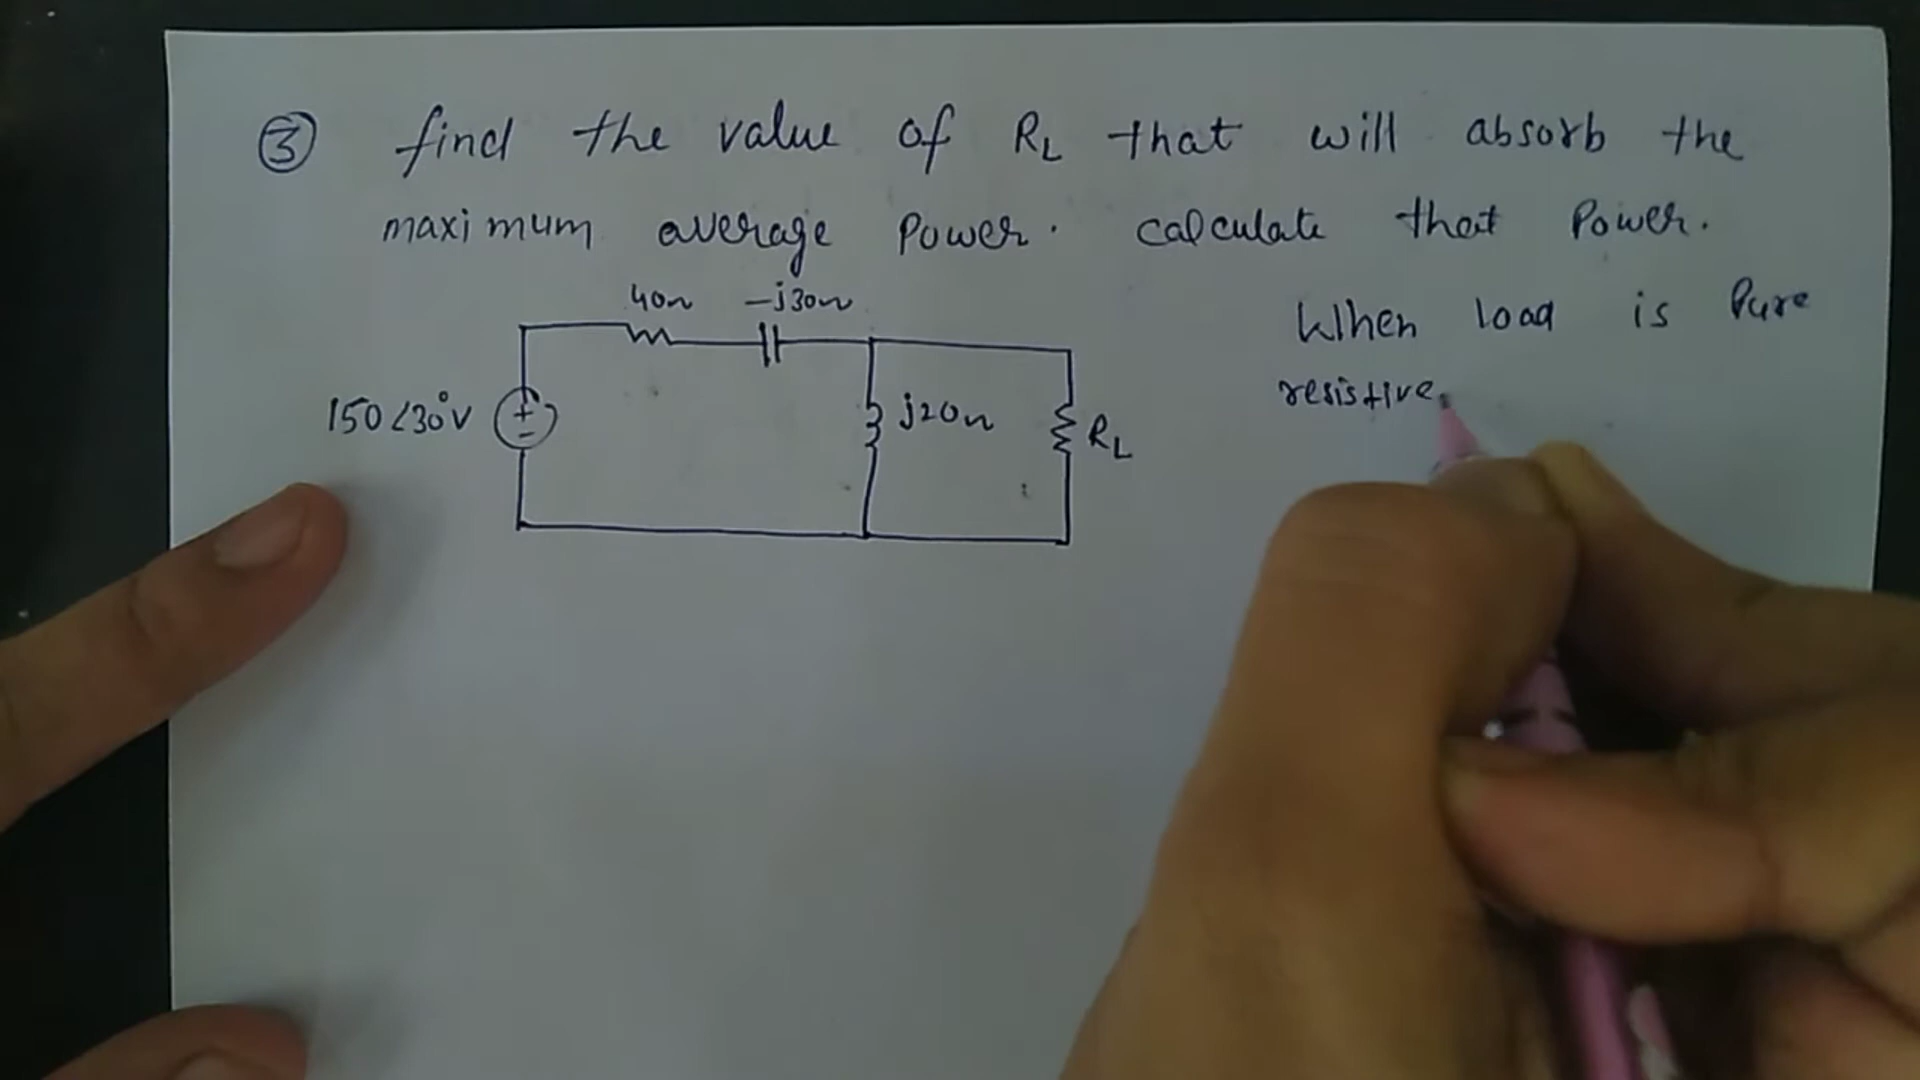 ③ find the value of RL that will absorb the
maximum average Power. calculate that Power.
40Ω -j30Ω
When load is Pure
resistive
150<30°V + - j20Ω RL